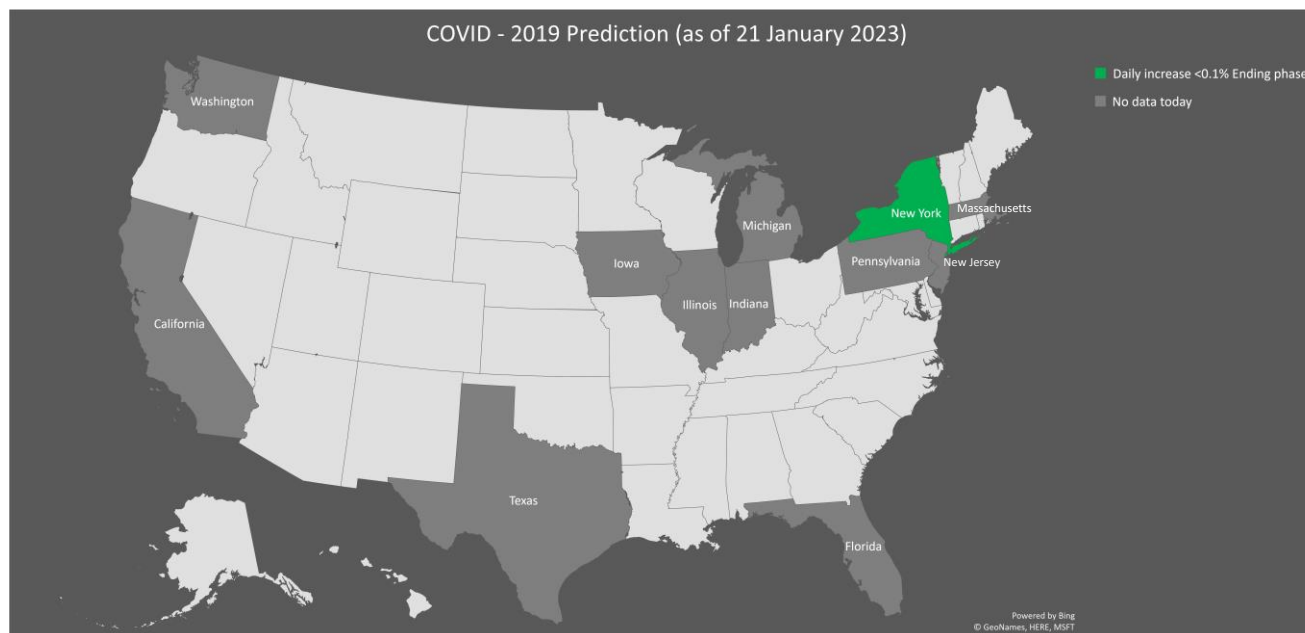 COVID - 2019 Prediction (as of 21 January 2023)
Daily increase <0.1% Ending phase
No data today
Washington
New York
Massachusetts
Michigan
Pennsylvania
New Jersey
Iowa
Illinois
Indiana
California
Texas
Florida
Powered by Bing
© GeoNames, HERE, MSFT